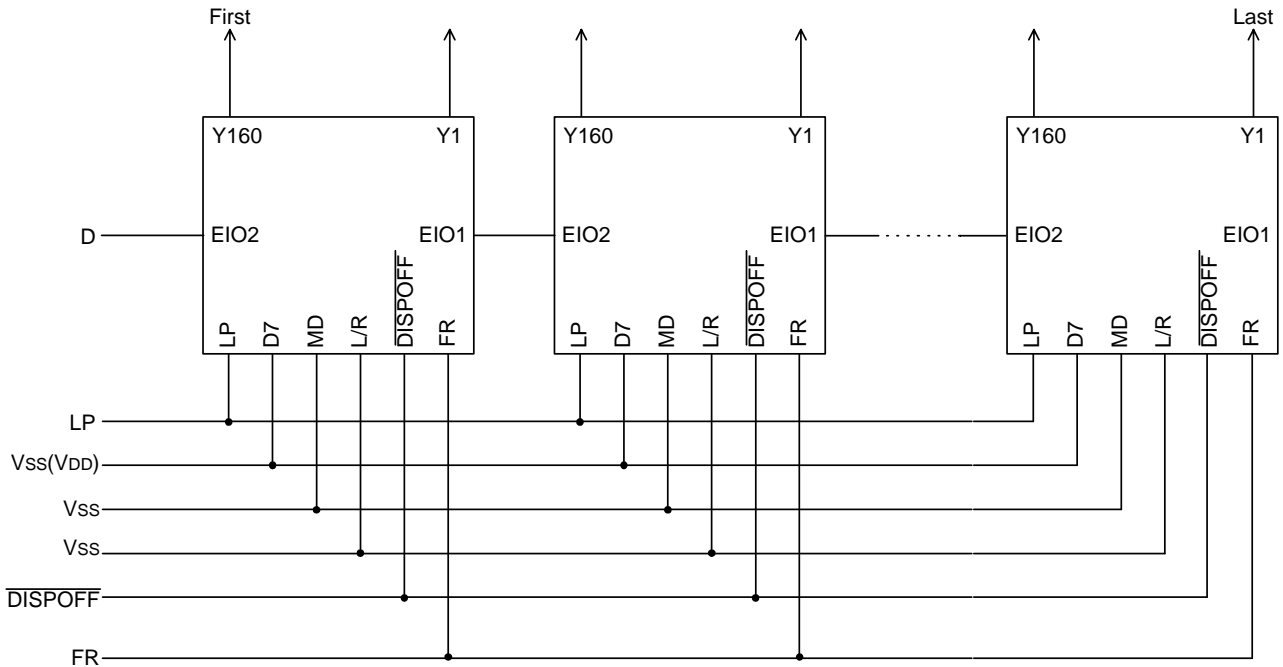 First Last
Y160 Y1 Y160 Y1 Y160 Y1
D EIO2 EIO1 EIO2 EIO1 EIO2 EIO1
LP D7 MD L/R DISPOFF FR LP D7 MD L/R DISPOFF FR LP D7 MD L/R DISPOFF FR
LP
VSS(VDD)
VSS
VSS
DISPOFF
FR